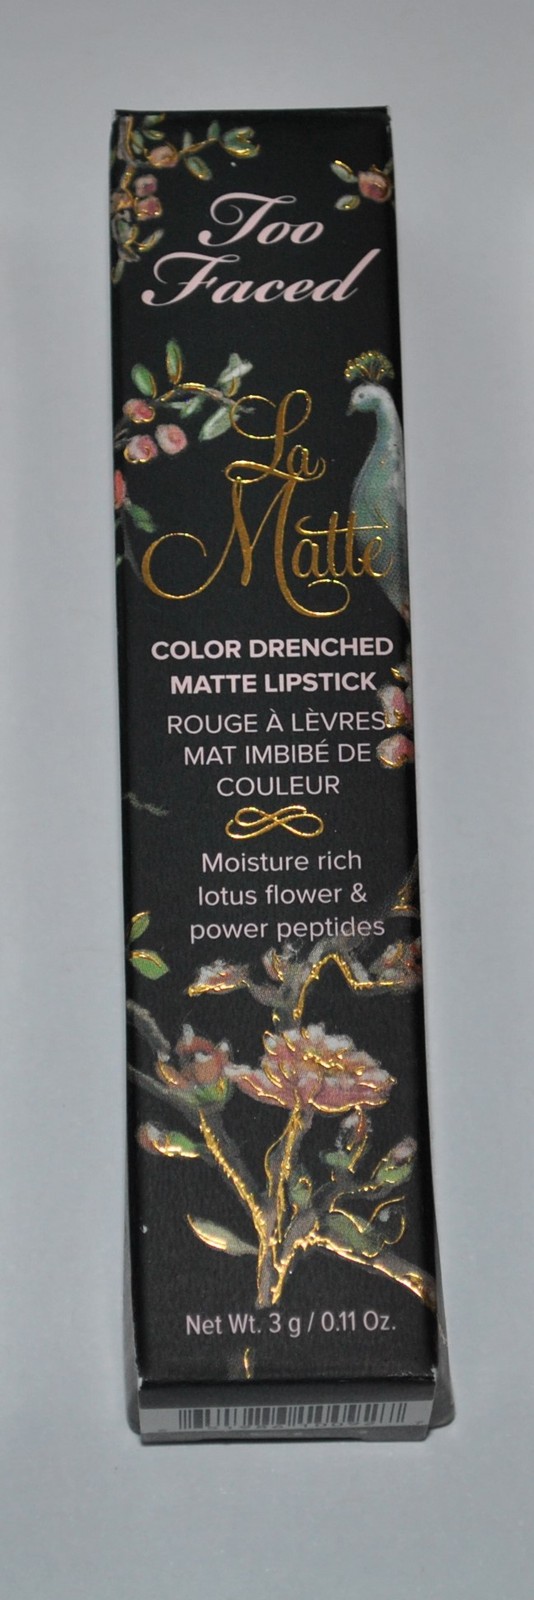 Too
Faced
La
Matte
COLOR DRENCHED
MATTE LIPSTICK
ROUGE À LÈVRES
MAT IMBIBÉ DE
COULEUR
Moisture rich
lotus flower &
power peptides
Net Wt. 3 g / 0.11 Oz.